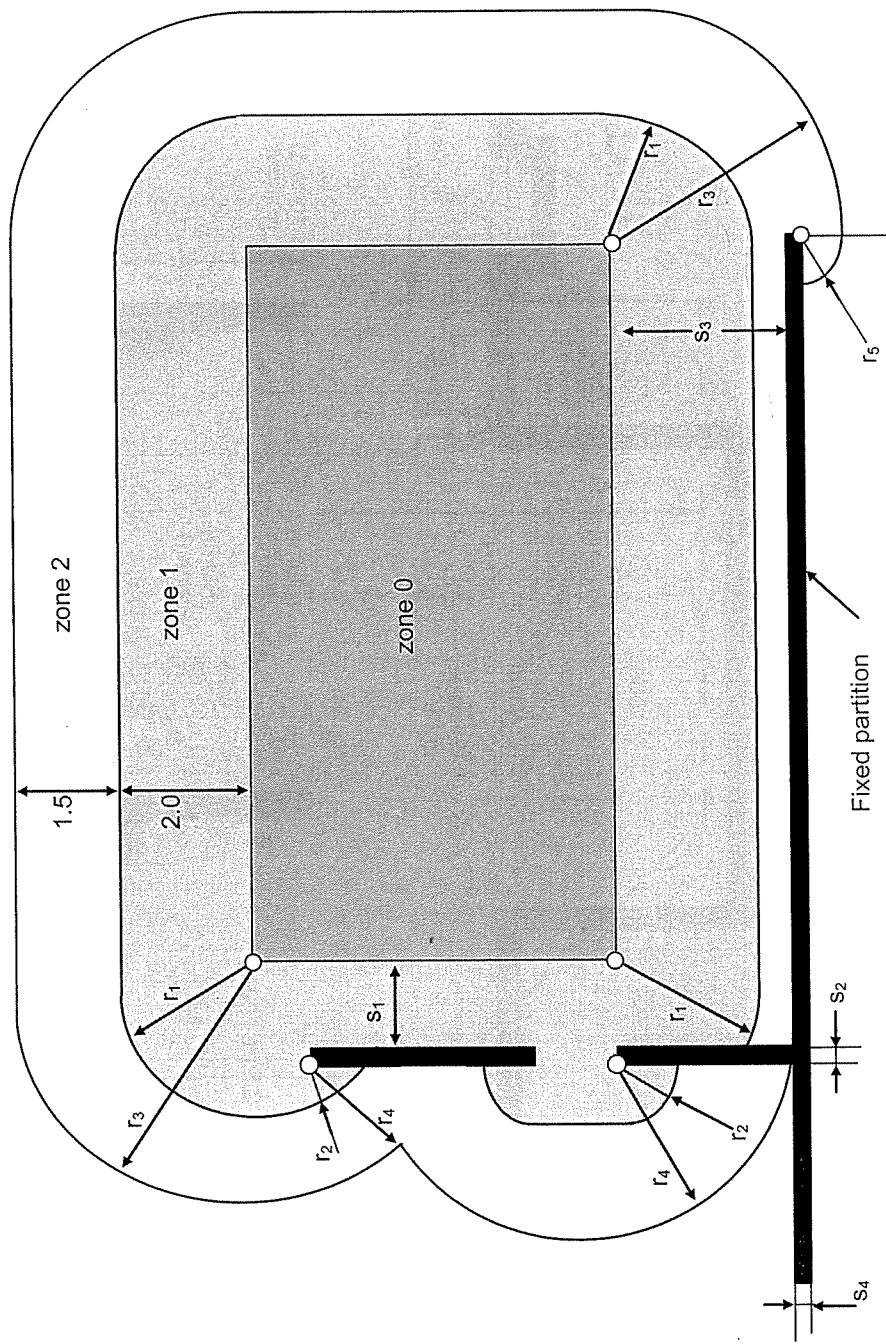 zone 2
zone 1
zone 0
1.5
2.0
r₁
r₃
r₁
r₃
s₁
s₃
r₂
r₄
r₁
r₂
r₄
r₅
s₂
s₄
Fixed partition